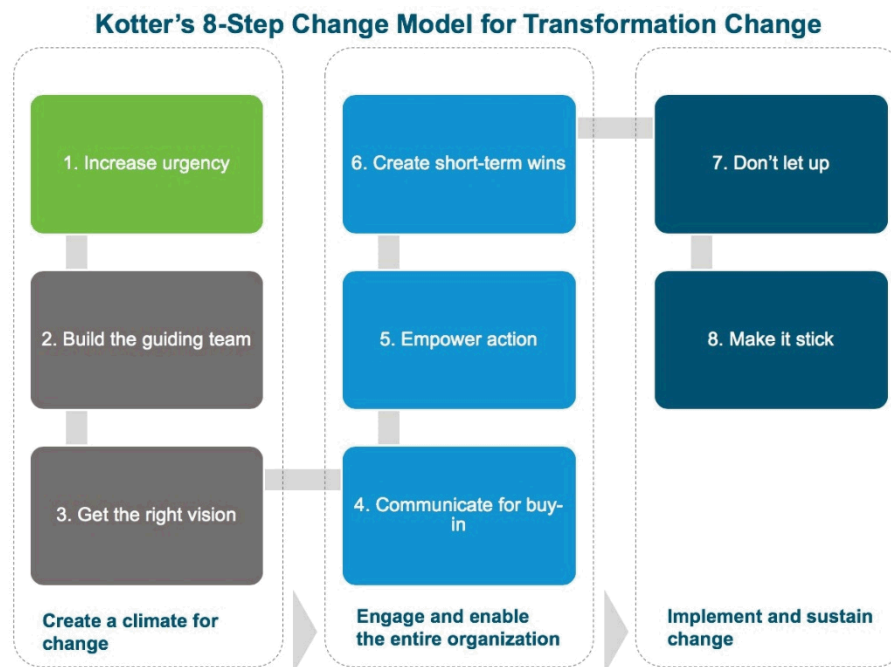 Kotter's 8-Step Change Model for Transformation Change
1. Increase urgency
2. Build the guiding team
3. Get the right vision
Create a climate for
change
6. Create short-term wins
5. Empower action
4. Communicate for buy-
in
Engage and enable
the entire organization
7. Don't let up
8. Make it stick
Implement and sustain
change